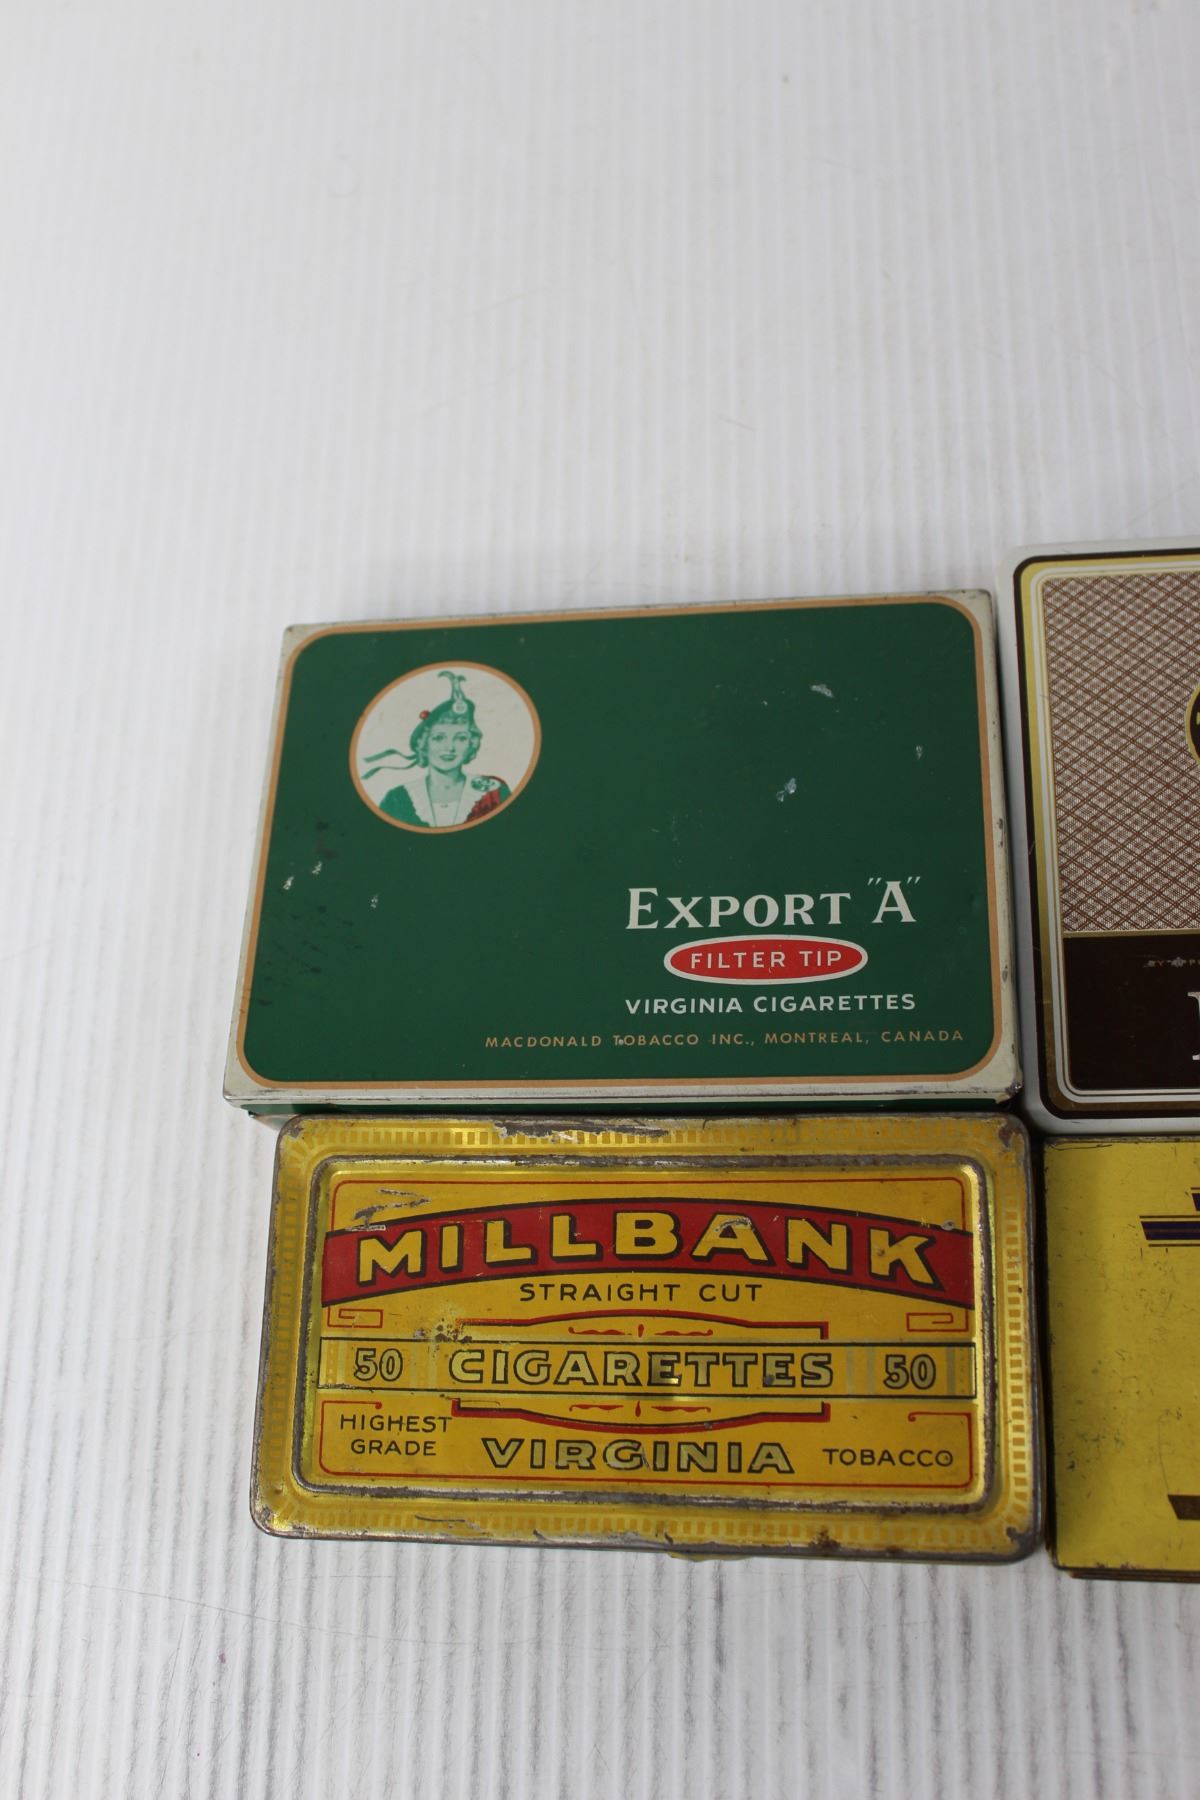 EXPORT "A"
FILTER TIP
VIRGINIA CIGARETTES
MACDONALD TOBACCO INC., MONTREAL, CANADA
MILLBANK
STRAIGHT CUT
50 CIGARETTES 50
HIGHEST
GRADE
VIRGINIA
TOBACCO